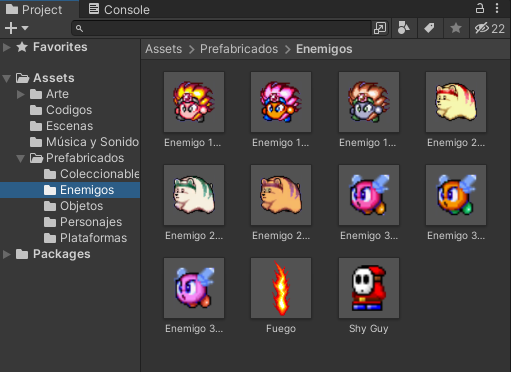 Project
Console
22
Favorites
Assets
Arte
Codigos
Escenas
Música y Sonido
Prefabricados
Coleccionable
Enemigos
Objetos
Personajes
Plataformas
Packages
Assets > Prefabricados > Enemigos
Enemigo 1... Enemigo 1... Enemigo 1... Enemigo 2...
Enemigo 2... Enemigo 2... Enemigo 3... Enemigo 3...
Enemigo 3... Fuego Shy Guy